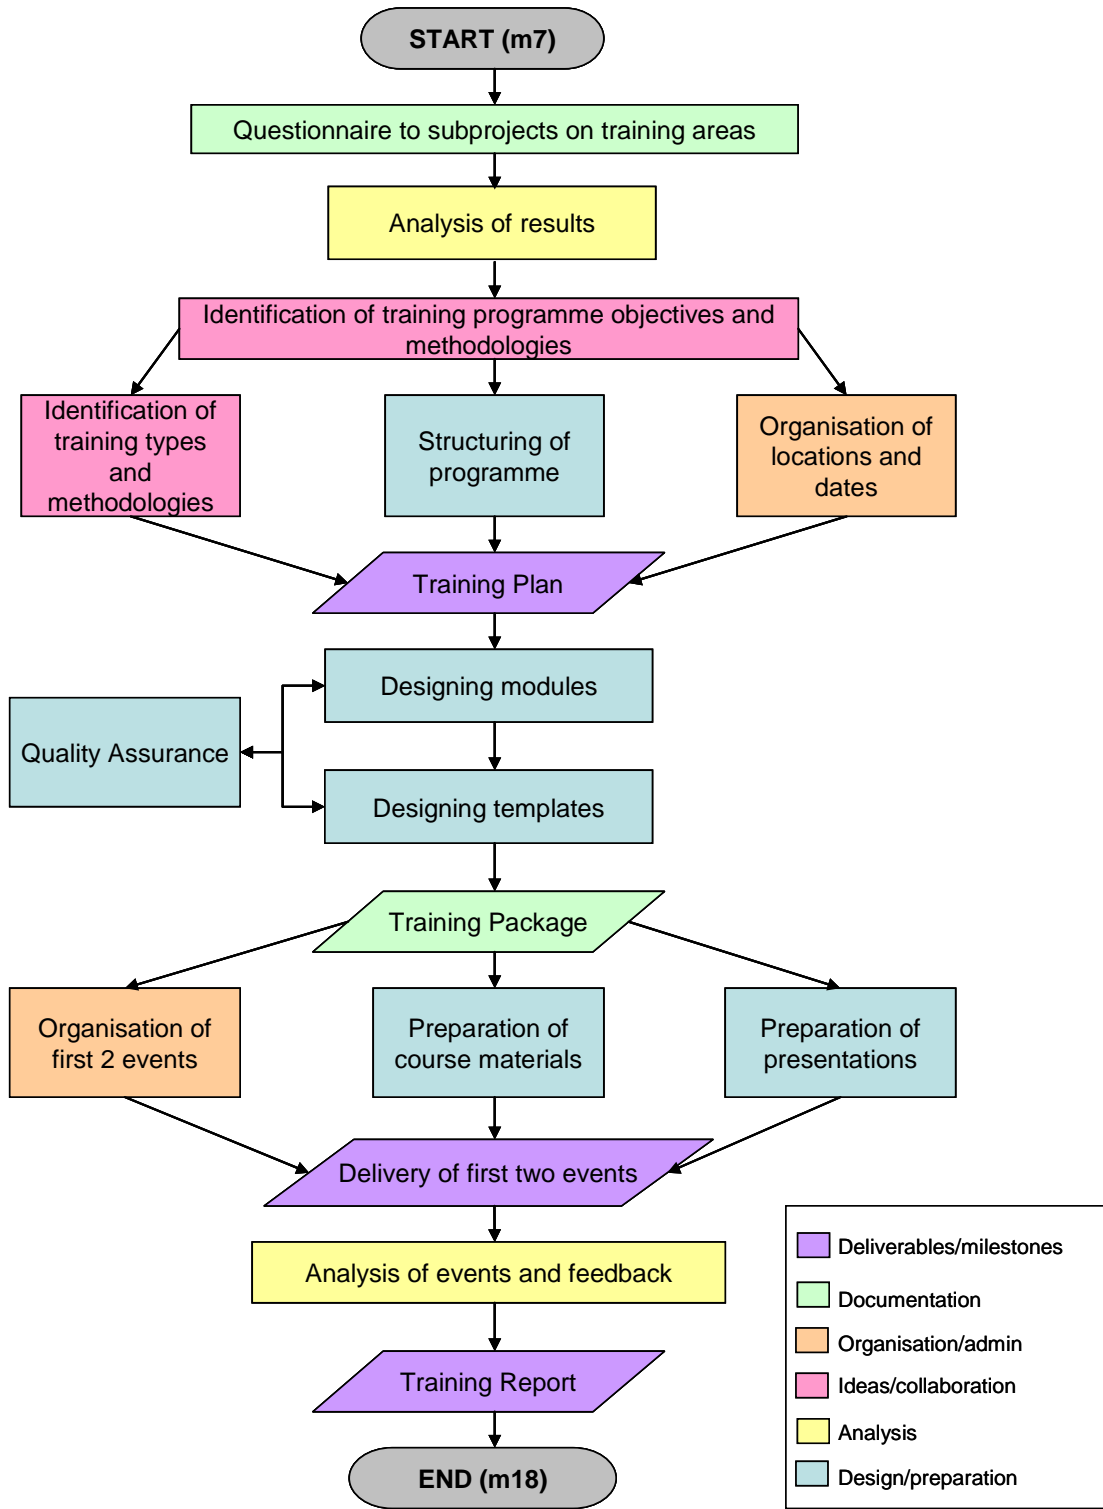 START (m7)
Questionnaire to subprojects on training areas
Analysis of results
Identification of training programme objectives and
methodologies
Identification of
training types
and
methodologies
Structuring of
programme
Organisation of
locations and
dates
Training Plan
Designing modules
Quality Assurance
Designing templates
Training Package
Organisation of
first 2 events
Preparation of
course materials
Preparation of
presentations
Delivery of first two events
Analysis of events and feedback
Training Report
END (m18)
Deliverables/milestones
Documentation
Organisation/admin
Ideas/collaboration
Analysis
Design/preparation